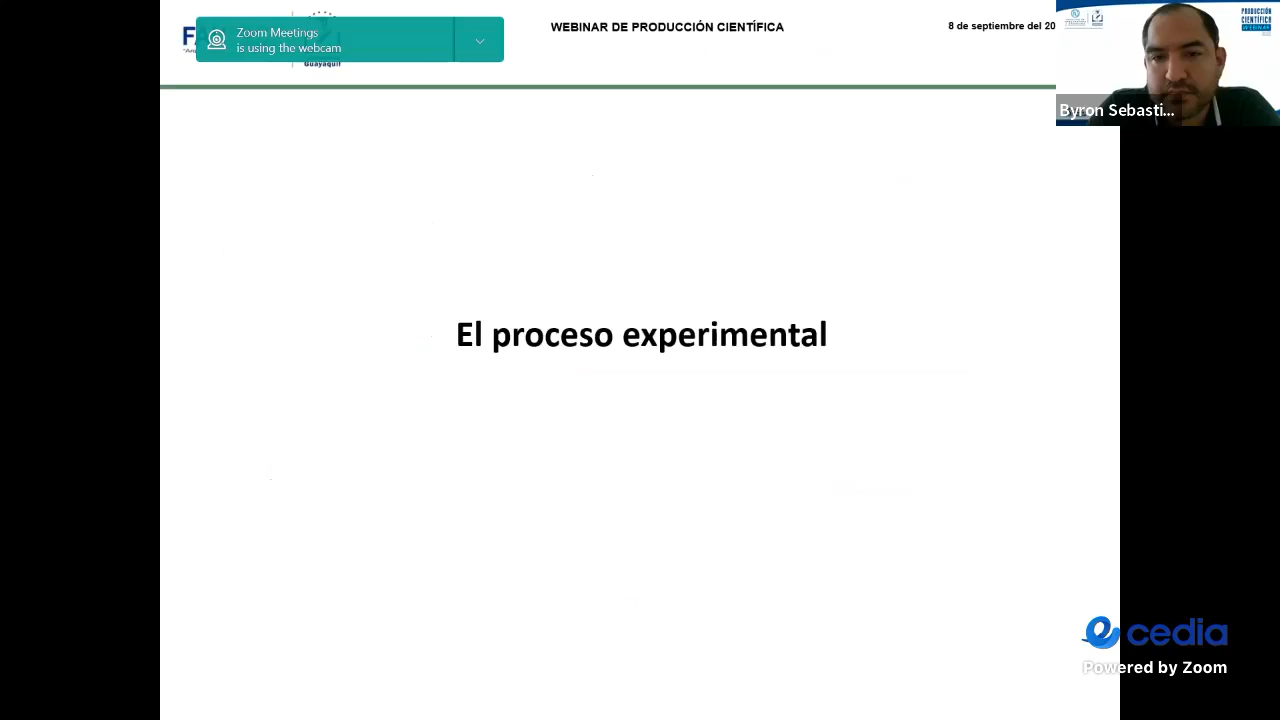 Zoom Meetings
is using the webcam
Guayaquil
WEBINAR DE PRODUCCIÓN CIENTÍFICA
8 de septiembre del 20
PRODUCCIÓN
CIENTÍFICA
WEBINAR
Byron Sebasti...
El proceso experimental
cedia
Powered by Zoom